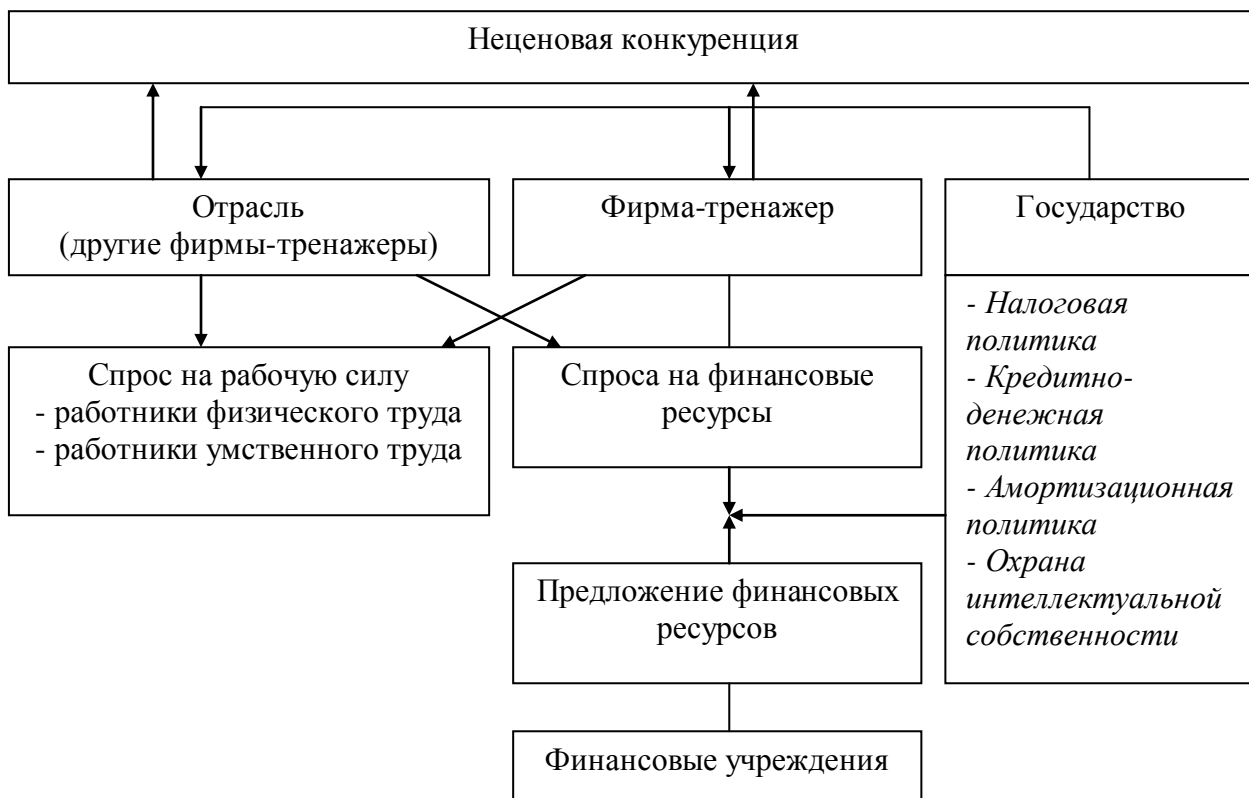 Неценовая конкуренция
Отрасль
(другие фирмы-тренажеры)
Фирма-тренажер
Государство
- Налоговая
политика
- Кредитно-
денежная
политика
- Амортизационная
политика
- Охрана
интеллектуальной
собственности
Спрос на рабочую силу
- работники физического труда
- работники умственного труда
Спроса на финансовые
ресурсы
Предложение финансовых
ресурсов
Финансовые учреждения